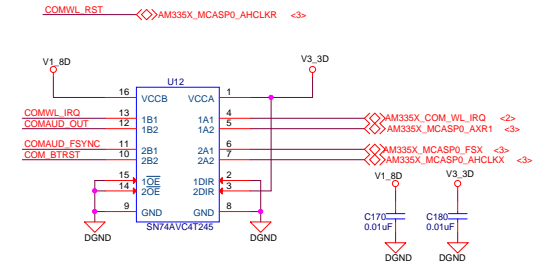 COMWL_RST AM335X_MCASP0_AHCLKR <3>
V1_8D V3_3D
U12
16 VCCB VCCA 1
COMWL_IRQ 13 1B1 1A1 4 AM335X_COM_WL_IRQ <2>
COMAUD_OUT 12 1B2 1A2 5 AM335X_MCASP0_AXR1 <3>
COMAUD_FSYNC 11 2B1 2A1 6 AM335X_MCASP0_FSX <3>
COM_BTRST 10 2B2 2A2 7 AM335X_MCASP0_AHCLKX <3>
15 1OE 1DIR 2 V1_8D V3_3D
14 2OE 2DIR 3
9 GND GND 8
C170 C180
SN74AVC4T245 0.01uF 0.01uF
DGND DGND
DGND DGND